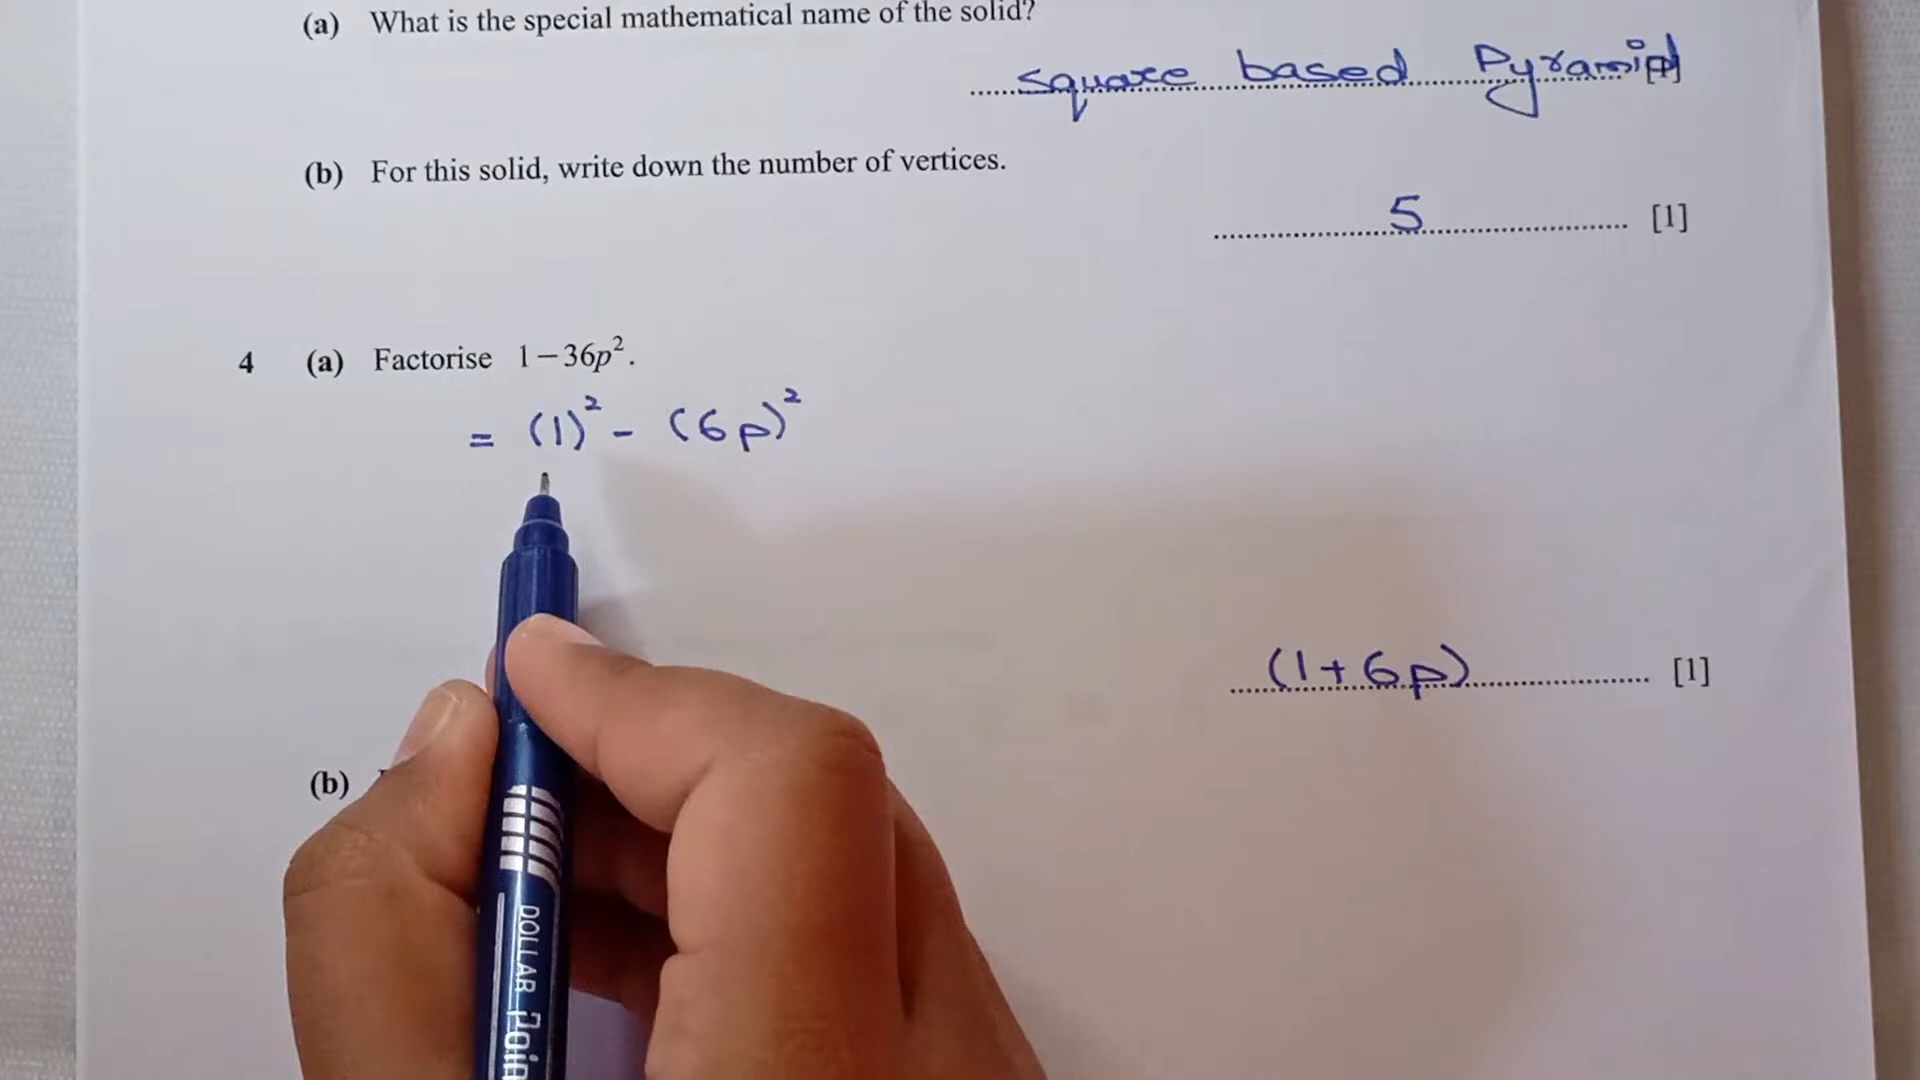 (a) What is the special mathematical name of the solid?
square based Pyramid
(b) For this solid, write down the number of vertices.
5 [1]
4 (a) Factorise 1 − 36p².
= (1)² - (6p)²
(1+6p) [1]
(b)
DOLLAR Poin